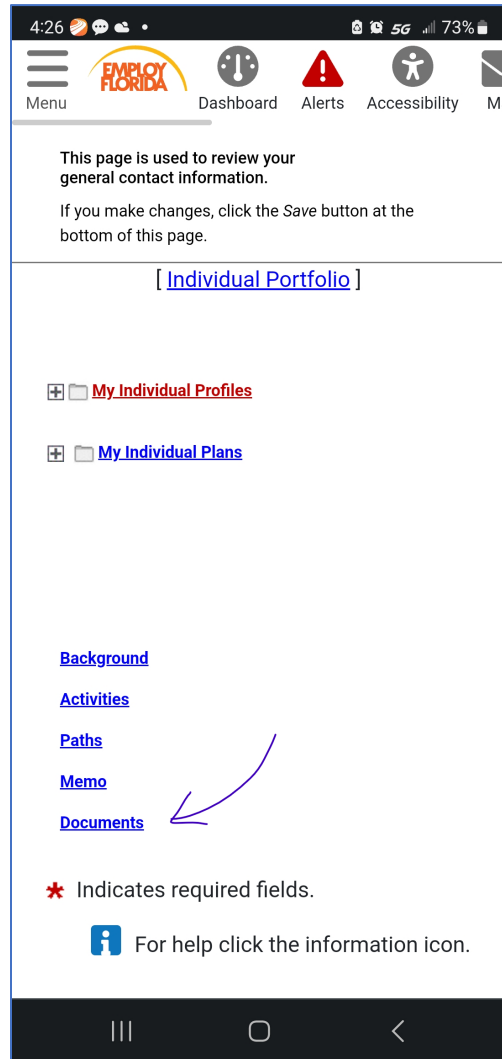 4:26 5G 73%
EMPLOY
FLORIDA
Menu Dashboard Alerts Accessibility M
This page is used to review your
general contact information.
If you make changes, click the Save button at the
bottom of this page.
[ Individual Portfolio ]
My Individual Profiles
My Individual Plans
Background
Activities
Paths
Memo
Documents
* Indicates required fields.
i For help click the information icon.